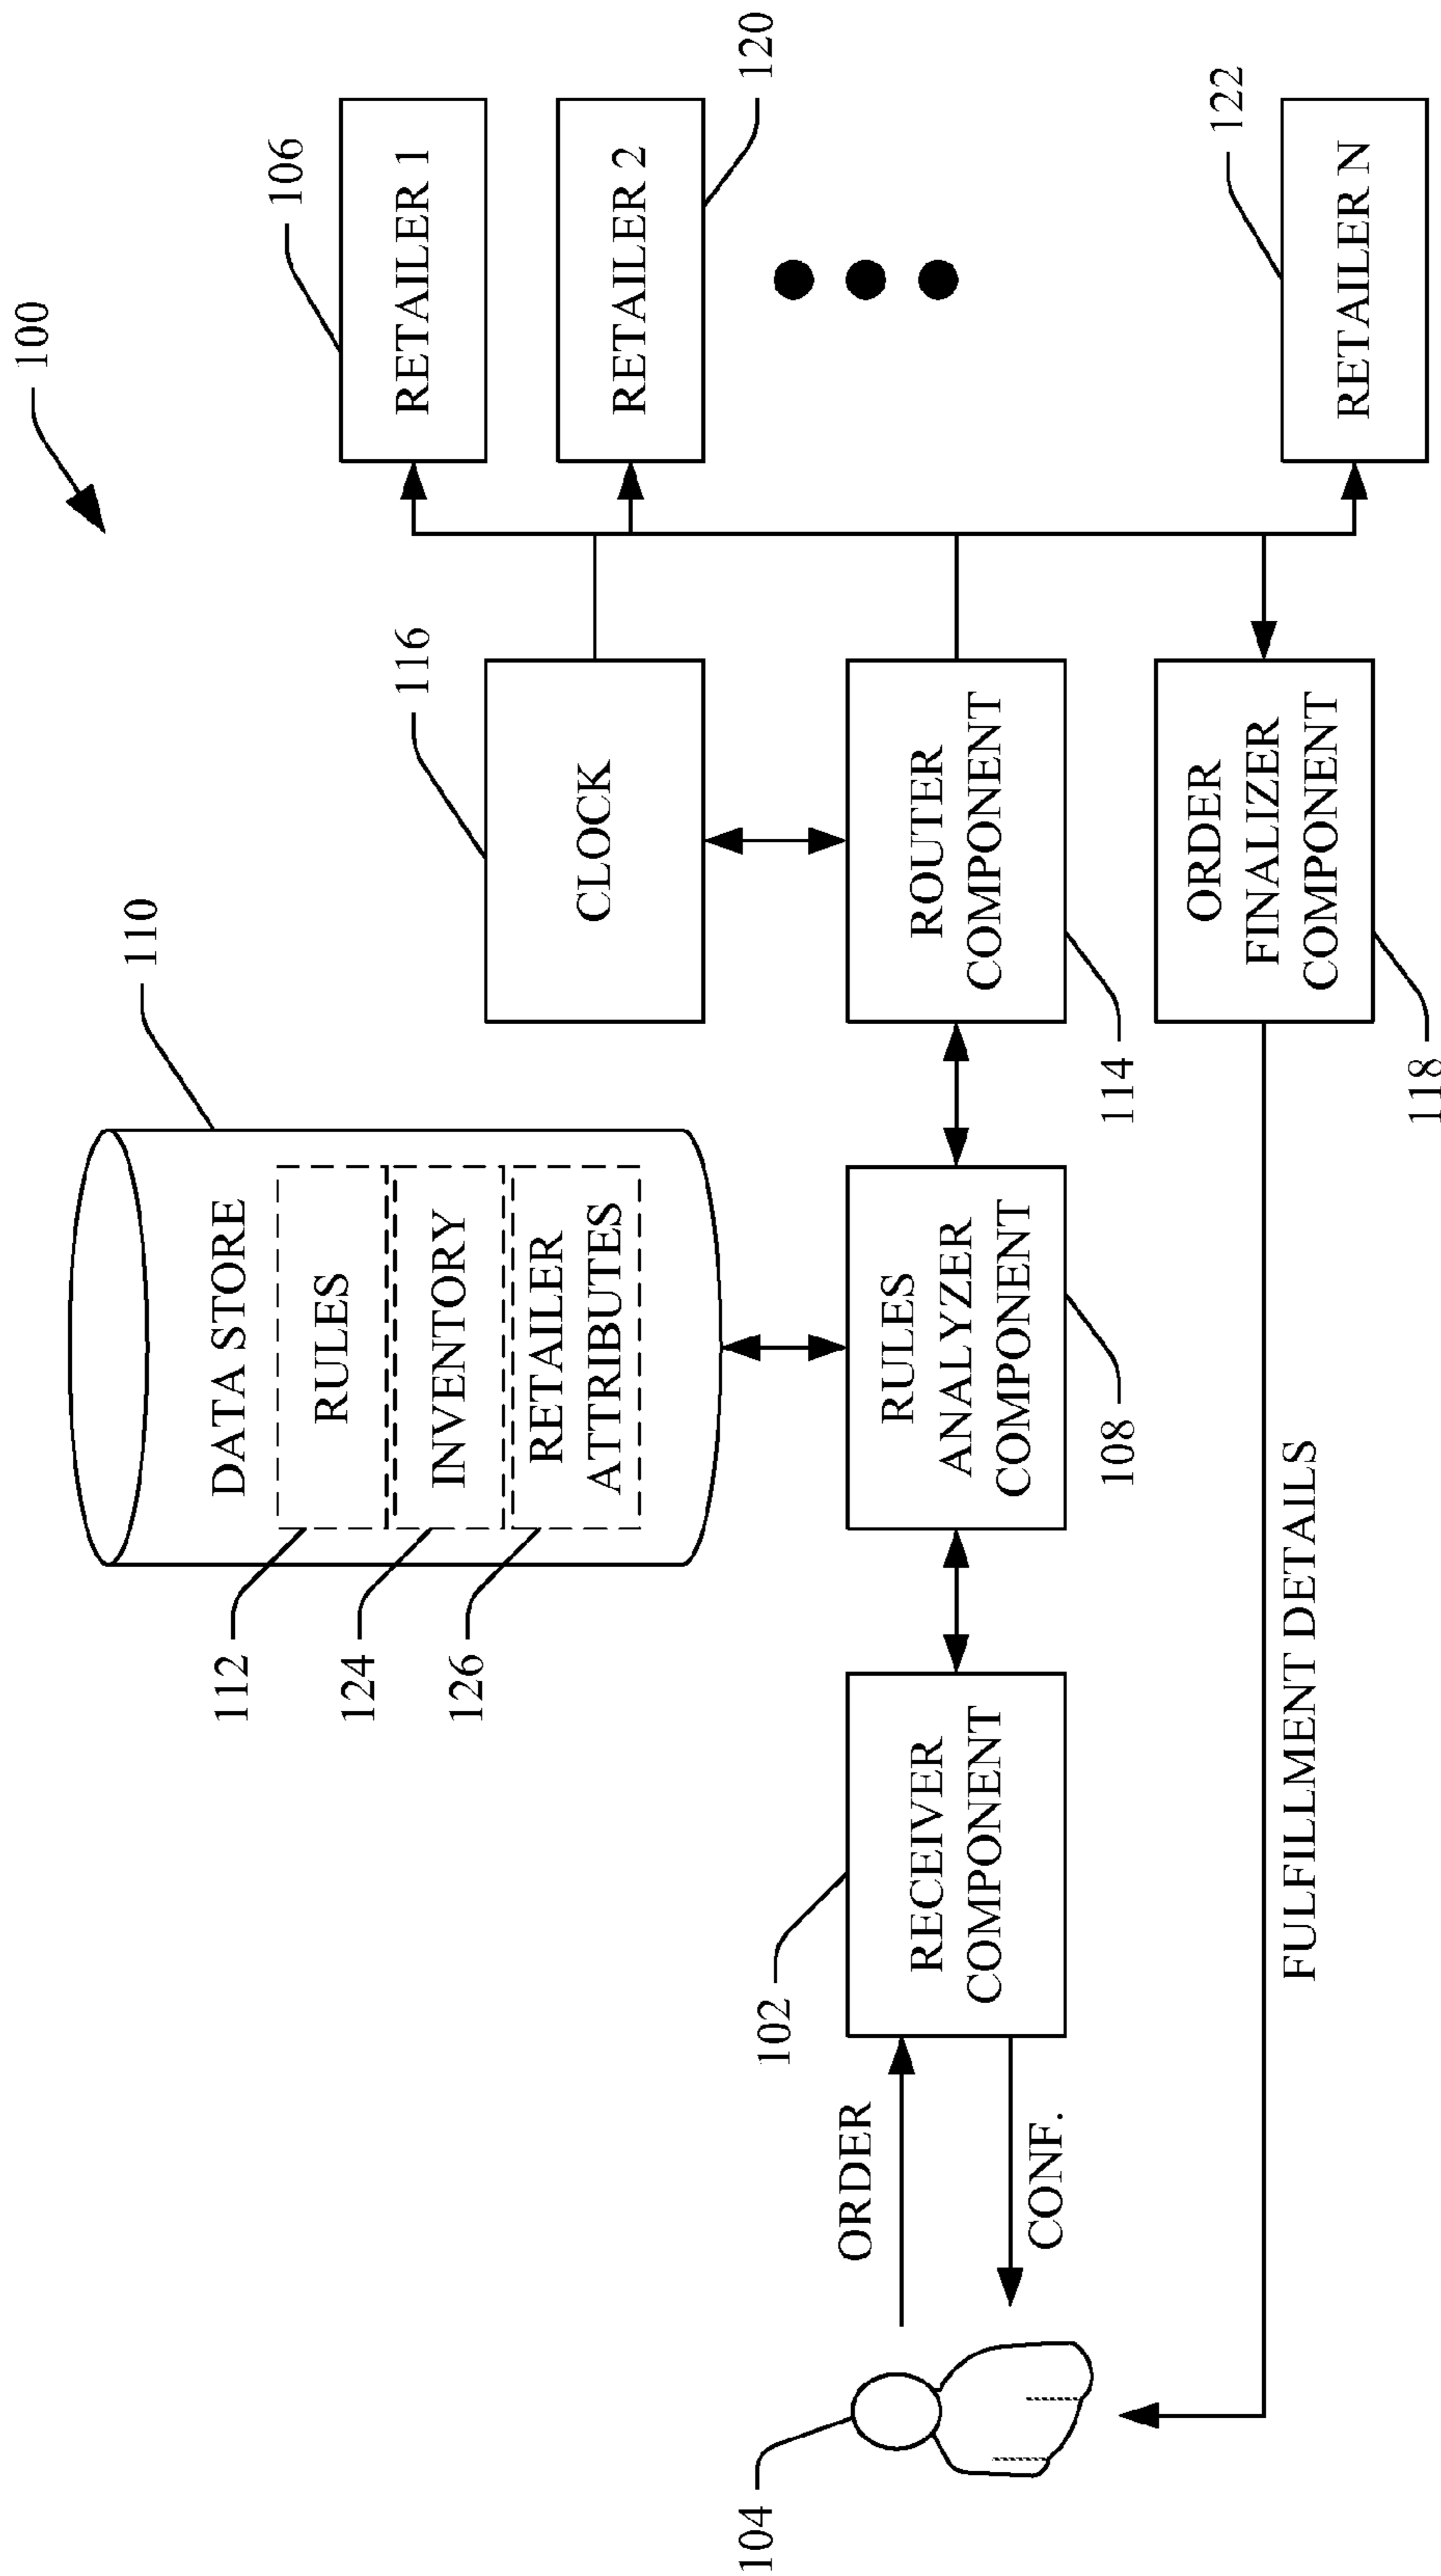 100
110
DATA STORE
RULES
INVENTORY
RETAILER
ATTRIBUTES
112
124
126
116
CLOCK
106
RETAILER 1
RETAILER 2
120
RETAILER N
122
104
ORDER
CONF.
102
RECEIVER
COMPONENT
RULES
ANALYZER
COMPONENT
108
ROUTER
COMPONENT
114
ORDER
FINALIZER
COMPONENT
118
FULFILLMENT DETAILS